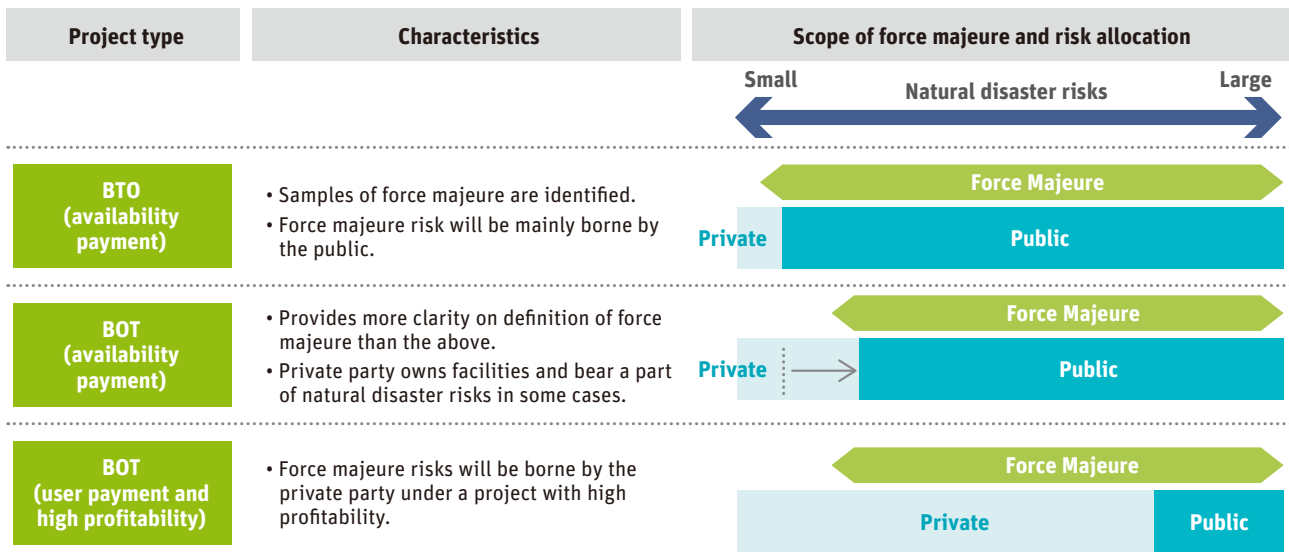 Project type
Characteristics
Scope of force majeure and risk allocation
Small
Natural disaster risks
Large
BTO
(availability
payment)
• Samples of force majeure are identified.
• Force majeure risk will be mainly borne by
the public.
Force Majeure
Private
Public
BOT
(availability
payment)
• Provides more clarity on definition of force
majeure than the above.
• Private party owns facilities and bear a part
of natural disaster risks in some cases.
Force Majeure
Private
Public
BOT
(user payment and
high profitability)
• Force majeure risks will be borne by the
private party under a project with high
profitability.
Force Majeure
Private
Public